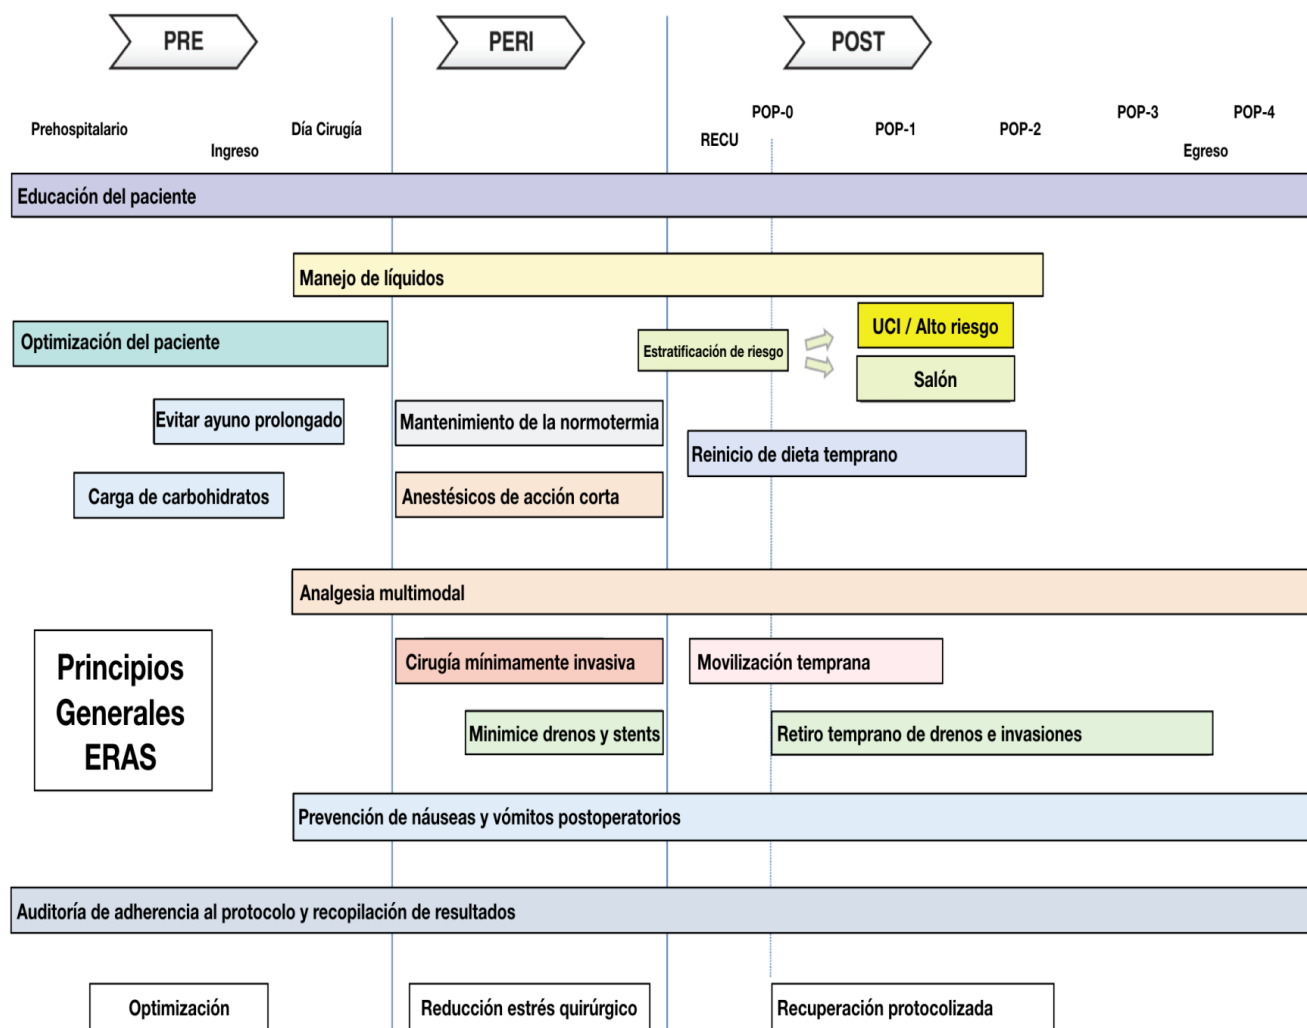 PRE
PERI
POST
Prehospitalario
Ingreso
Día Cirugía
RECU
POP-0
POP-1
POP-2
POP-3
Egreso
POP-4
Educación del paciente
Manejo de líquidos
Optimización del paciente
Estratificación de riesgo
UCI / Alto riesgo
Salón
Evitar ayuno prolongado
Mantenimiento de la normotermia
Reinicio de dieta temprano
Carga de carbohidratos
Anestésicos de acción corta
Analgesia multimodal
Principios
Generales
ERAS
Cirugía mínimamente invasiva
Movilización temprana
Minimice drenos y stents
Retiro temprano de drenos e invasiones
Prevención de náuseas y vómitos postoperatorios
Auditoría de adherencia al protocolo y recopilación de resultados
Optimización
Reducción estrés quirúrgico
Recuperación protocolizada